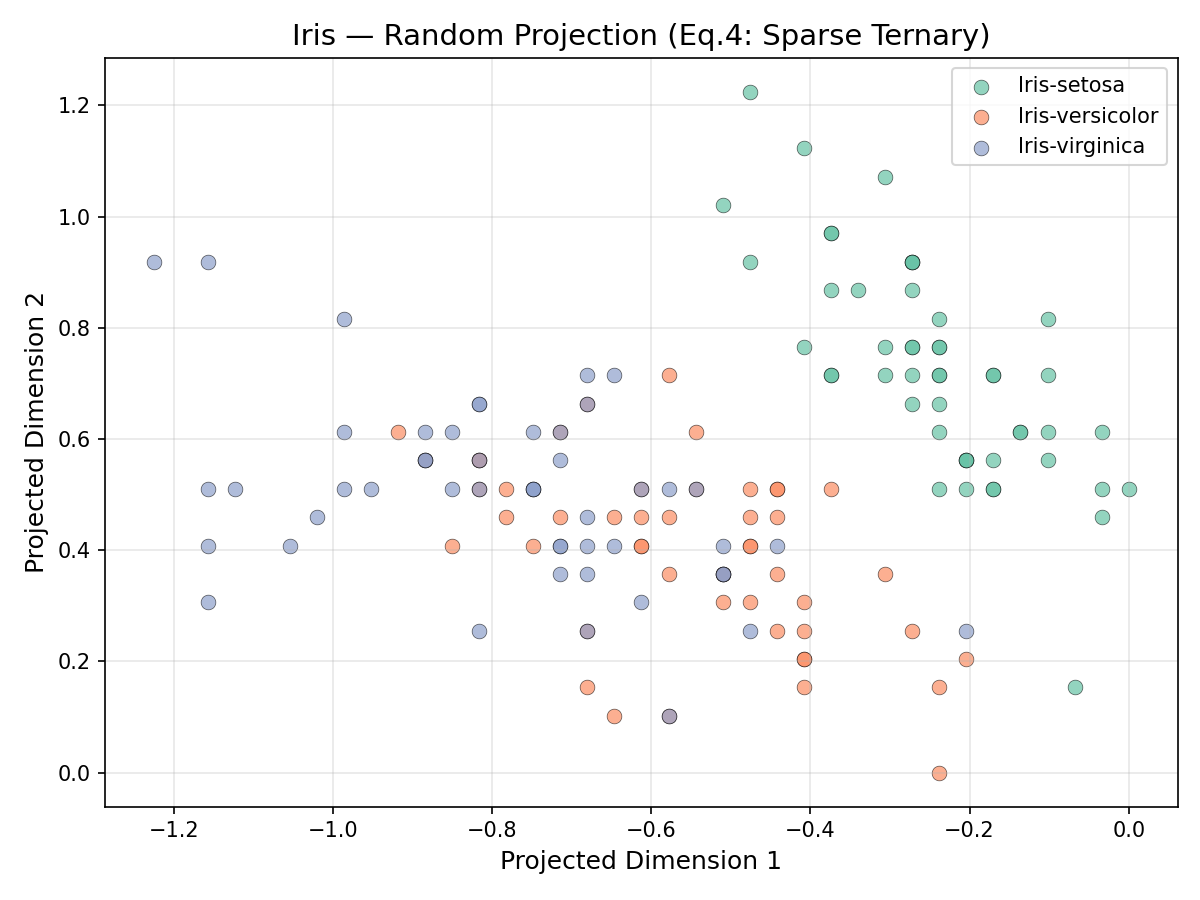 Iris — Random Projection (Eq.4: Sparse Ternary)
Iris-setosa
Iris-versicolor
Iris-virginica
Projected Dimension 2
1.2
1.0
0.8
0.6
0.4
0.2
0.0
−1.2 −1.0 −0.8 −0.6 −0.4 −0.2 0.0
Projected Dimension 1